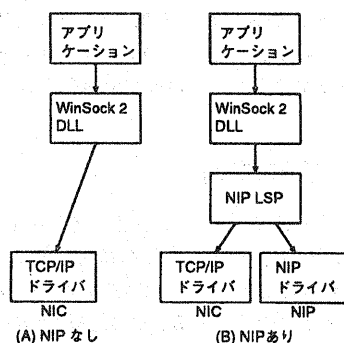 アプリ
ケーション
WinSock 2
DLL
TCP/IP
ドライバ
NIC
(A) NIP なし
アプリ
ケーション
WinSock 2
DLL
NIP LSP
TCP/IP
ドライバ
NIC
NIP
ドライバ
NIP
(B) NIPあり